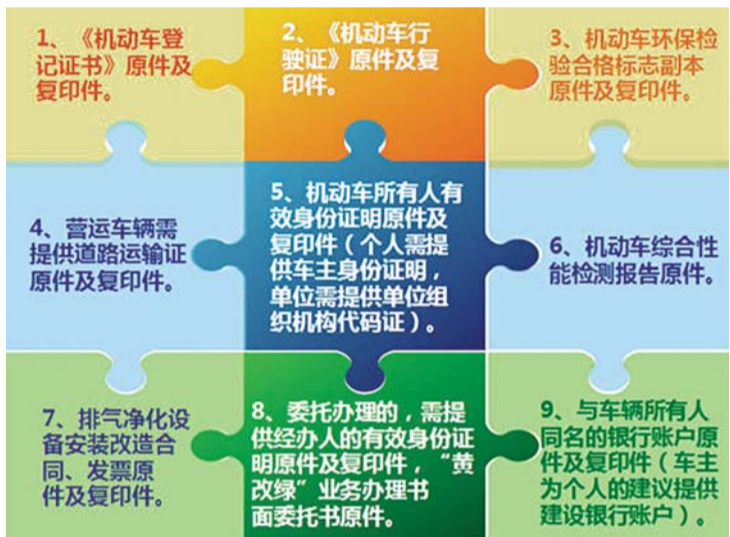 1、《机动车登
记证书》原件及
复印件。
2、《机动车行
驶证》原件及复
印件。
3、机动车环保检
验合格标志副本
原件及复印件。
4、营运车辆需
提供道路运输证
原件及复印件。
5、机动车所有人有
效身份证明原件及
复印件（个人需提
供车主身份证明，
单位需提供单位组
织机构代码证）。
6、机动车综合性
能检测报告原件。
7、排气净化设
备安装改造合
同、发票原
件及复印件。
8、委托办理的，需提
供经办人的有效身份证
明原件及复印件，“黄
改绿”业务办理书
面委托书原件。
9、与车辆所有人
同名的银行账户原
件及复印件（车主
为个人的建议提供
建设银行账户）。